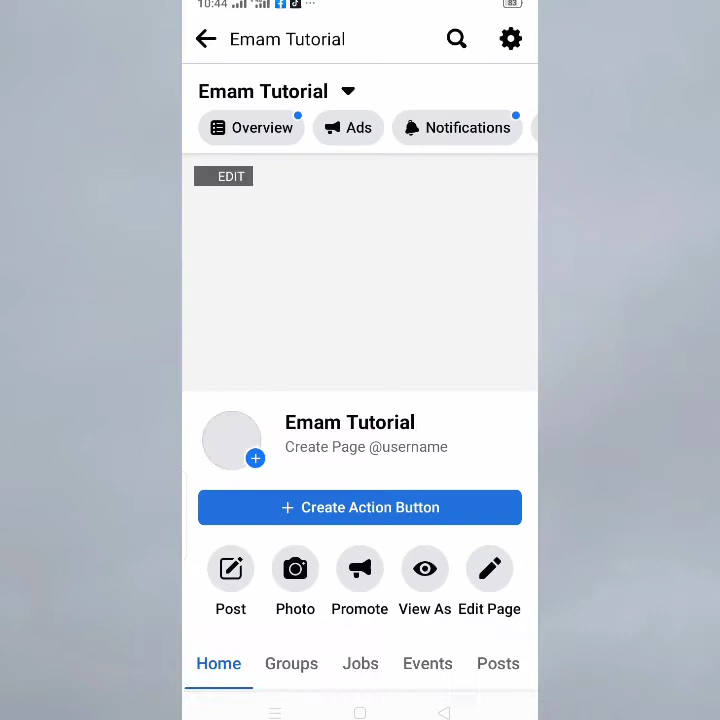 10:44 83
Emam Tutorial
Emam Tutorial
Overview Ads Notifications
EDIT
Emam Tutorial
Create Page @username
+ Create Action Button
Post Photo Promote View As Edit Page
Home Groups Jobs Events Posts